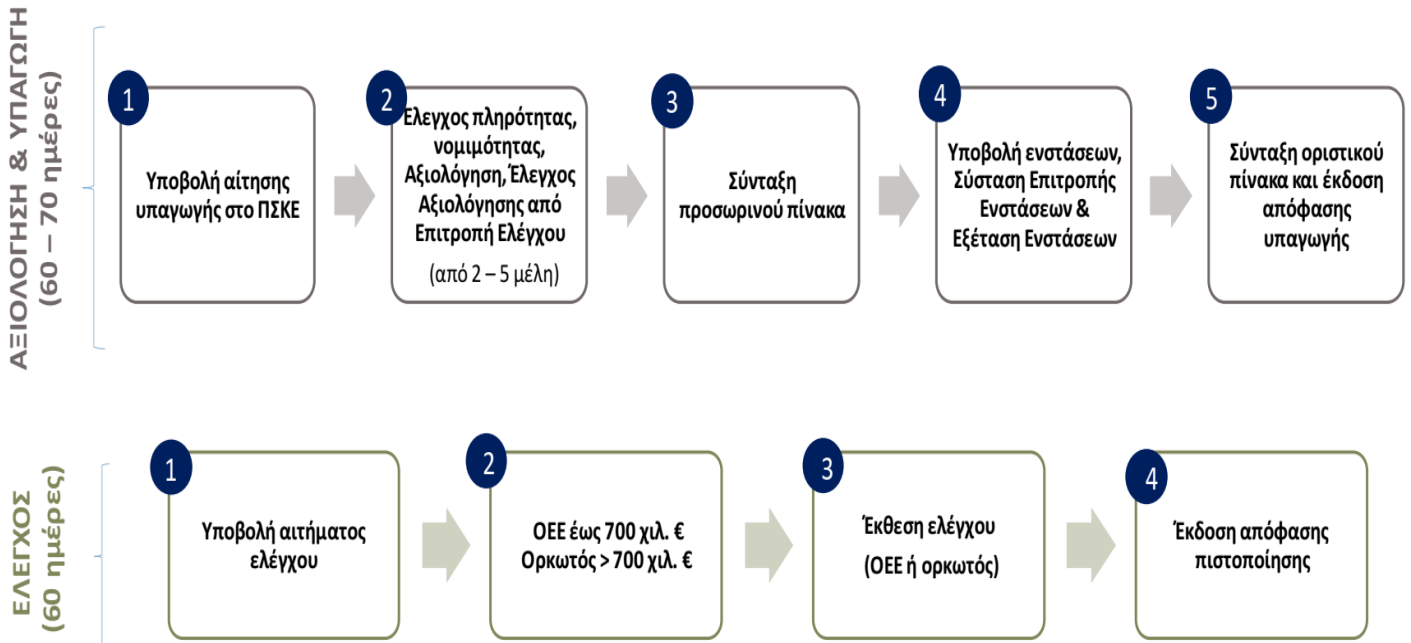 ΑΞΙΟΛΟΓΗΣΗ & ΥΠΑΓΩΓΗ
(60 – 70 ημέρες)
1
Υποβολή αίτησης
υπαγωγής στο ΠΣΚΕ
2
Έλεγχος πληρότητας,
νομιμότητας,
Αξιολόγηση, Έλεγχος
Αξιολόγησης από
Επιτροπή Ελέγχου
(από 2 – 5 μέλη)
3
Σύνταξη
προσωρινού πίνακα
4
Υποβολή ενστάσεων,
Σύσταση Επιτροπής
Ενστάσεων &
Εξέταση Ενστάσεων
5
Σύνταξη οριστικού
πίνακα και έκδοση
απόφασης
υπαγωγής
ΕΛΕΓΧΟΣ
(60 ημέρες)
1
Υποβολή αιτήματος
ελέγχου
2
ΟΕΕ έως 700 χιλ. €
Ορκωτός > 700 χιλ. €
3
Έκθεση ελέγχου
(ΟΕΕ ή ορκωτός)
4
Έκδοση απόφασης
πιστοποίησης